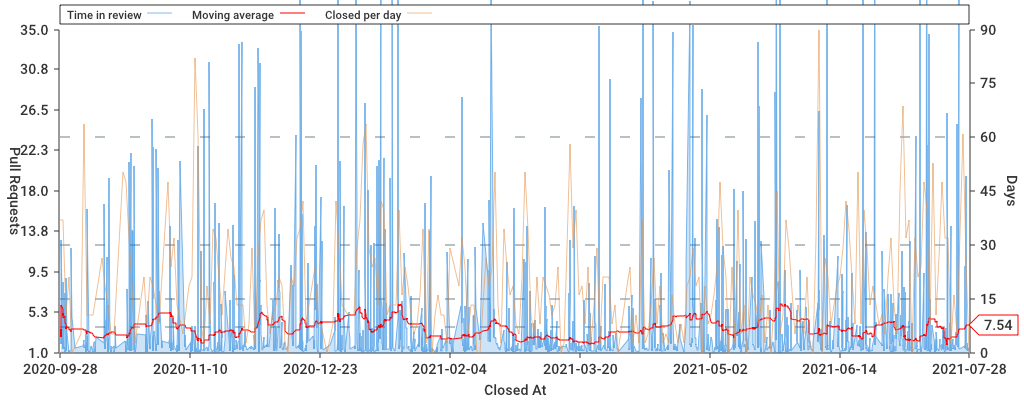 Time in review Moving average Closed per day
35.0 90
30.8 75
26.5 60
22.3 45
18.0 30
13.8 15
9.5 0
5.3
1.0
Pull Requests
Days
7.54
2020-09-28 2020-11-10 2020-12-23 2021-02-04 2021-03-20 2021-05-02 2021-06-14 2021-07-28
Closed At